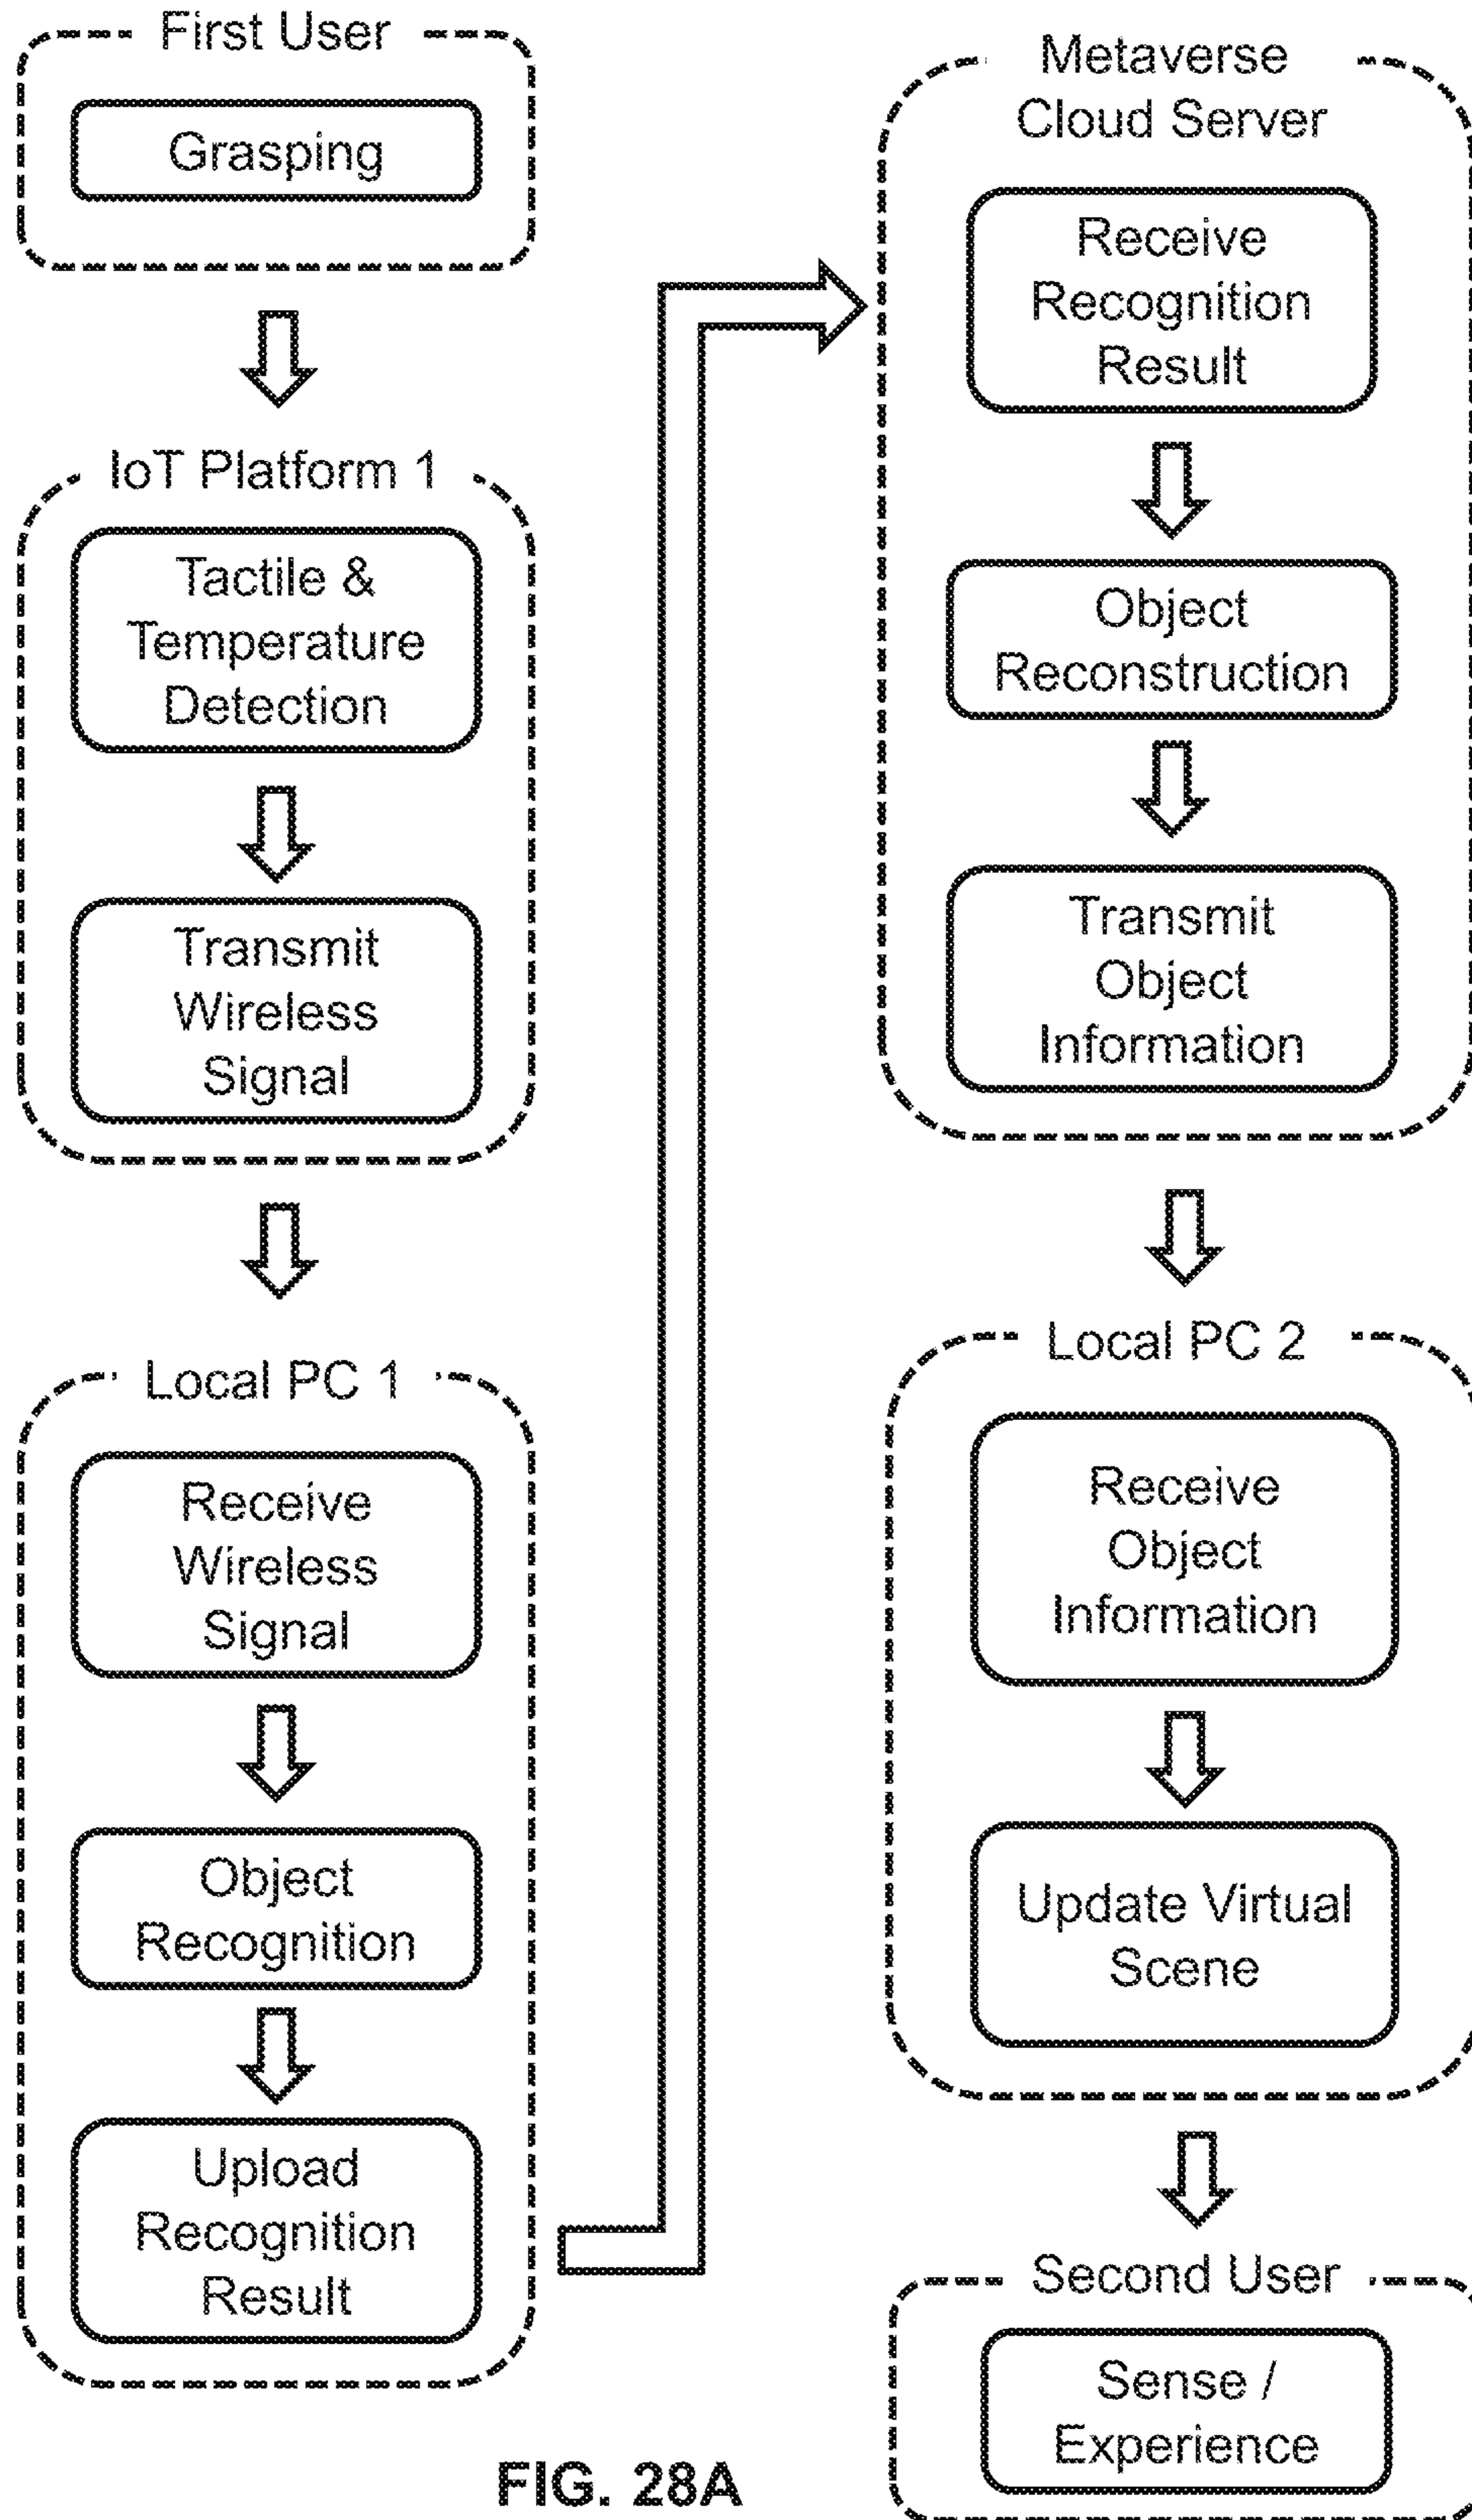 First User
Grasping
IoT Platform 1
Tactile &
Temperature
Detection
Transmit
Wireless
Signal
Local PC 1
Receive
Wireless
Signal
Object
Recognition
Upload
Recognition
Result
Metaverse
Cloud Server
Receive
Recognition
Result
Object
Reconstruction
Transmit
Object
Information
Local PC 2
Receive
Object
Information
Update Virtual
Scene
Second User
Sense /
Experience
FIG. 28A